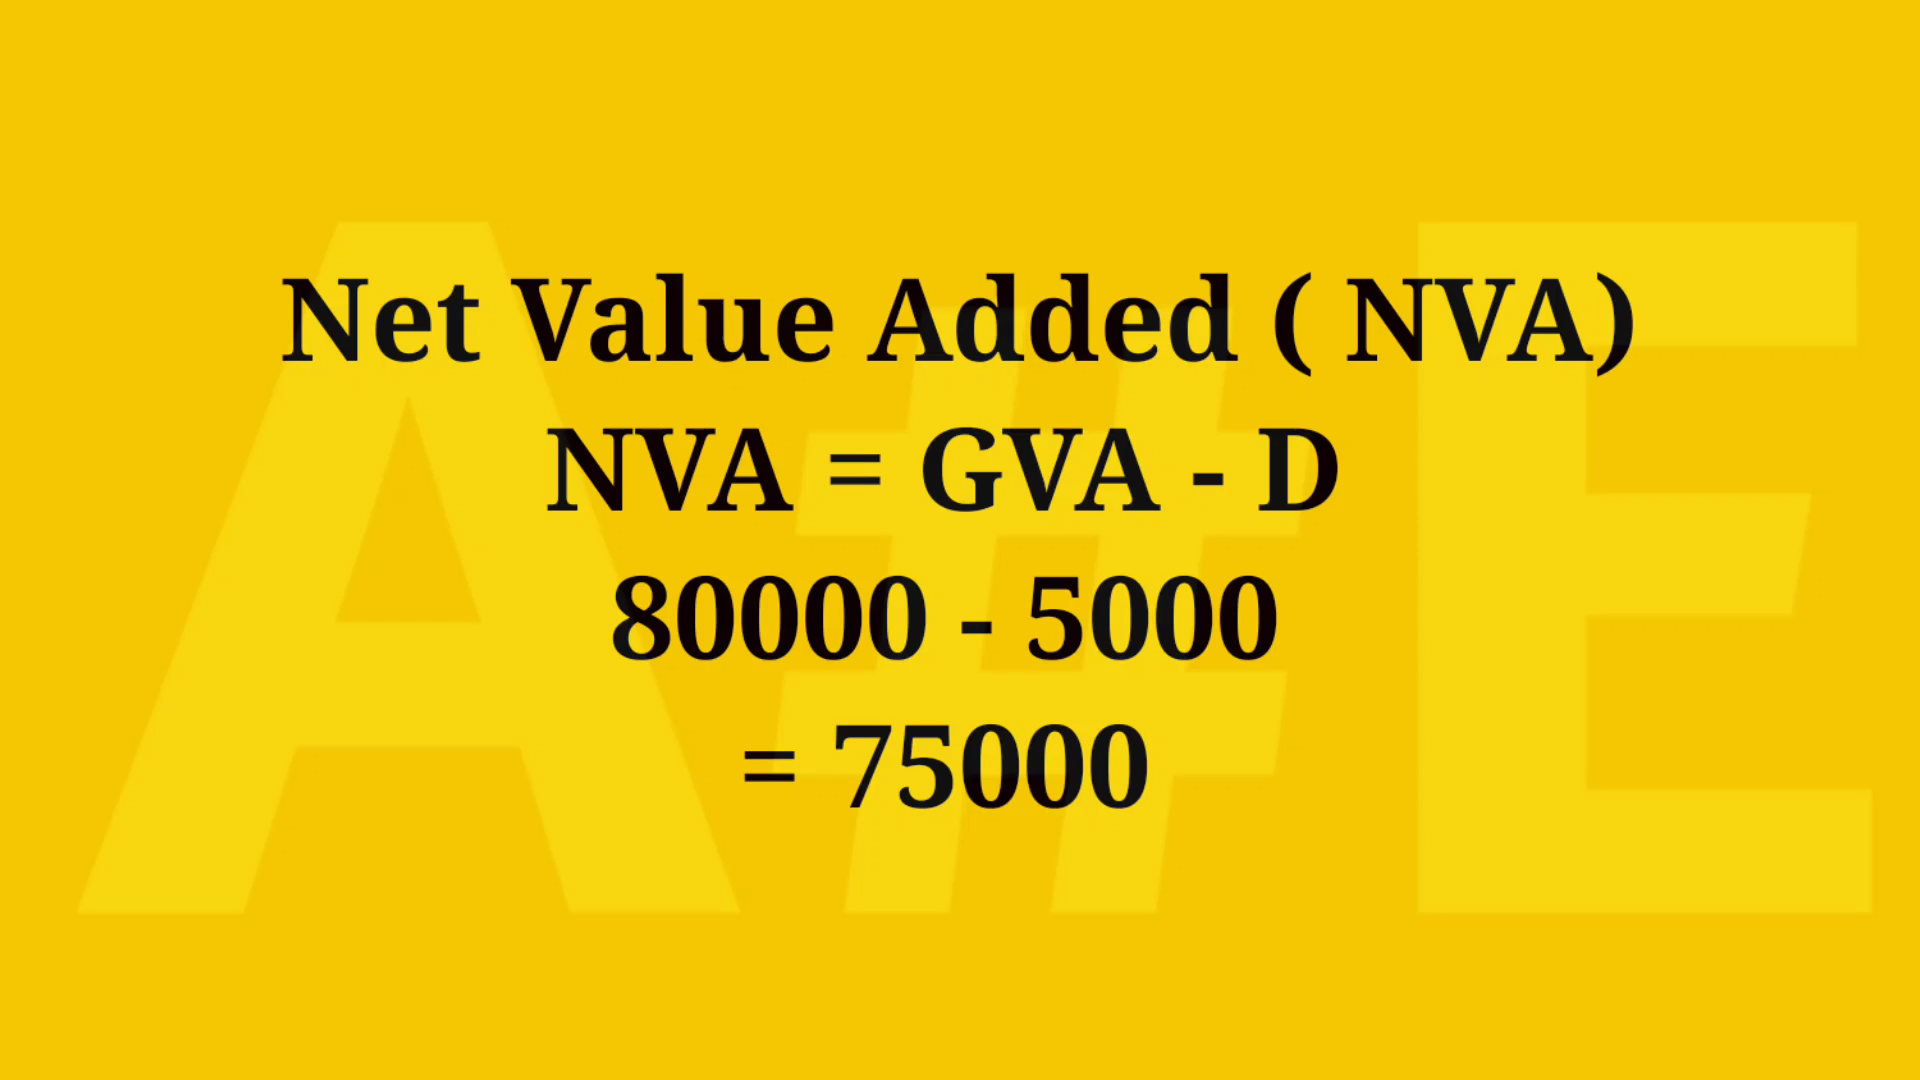 A#E
Net Value Added ( NVA)
NVA = GVA - D
80000 - 5000
= 75000